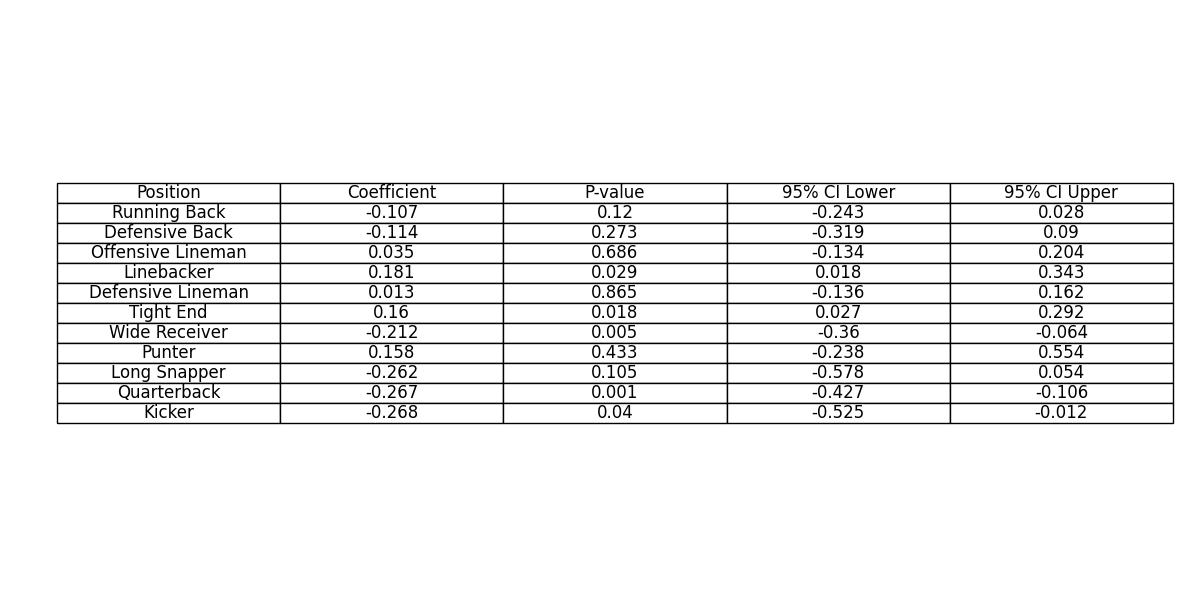 Position Coefficient P-value 95% CI Lower 95% CI Upper
Running Back -0.107 0.12 -0.243 0.028
Defensive Back -0.114 0.273 -0.319 0.09
Offensive Lineman 0.035 0.686 -0.134 0.204
Linebacker 0.181 0.029 0.018 0.343
Defensive Lineman 0.013 0.865 -0.136 0.162
Tight End 0.16 0.018 0.027 0.292
Wide Receiver -0.212 0.005 -0.36 -0.064
Punter 0.158 0.433 -0.238 0.554
Long Snapper -0.262 0.105 -0.578 0.054
Quarterback -0.267 0.001 -0.427 -0.106
Kicker -0.268 0.04 -0.525 -0.012